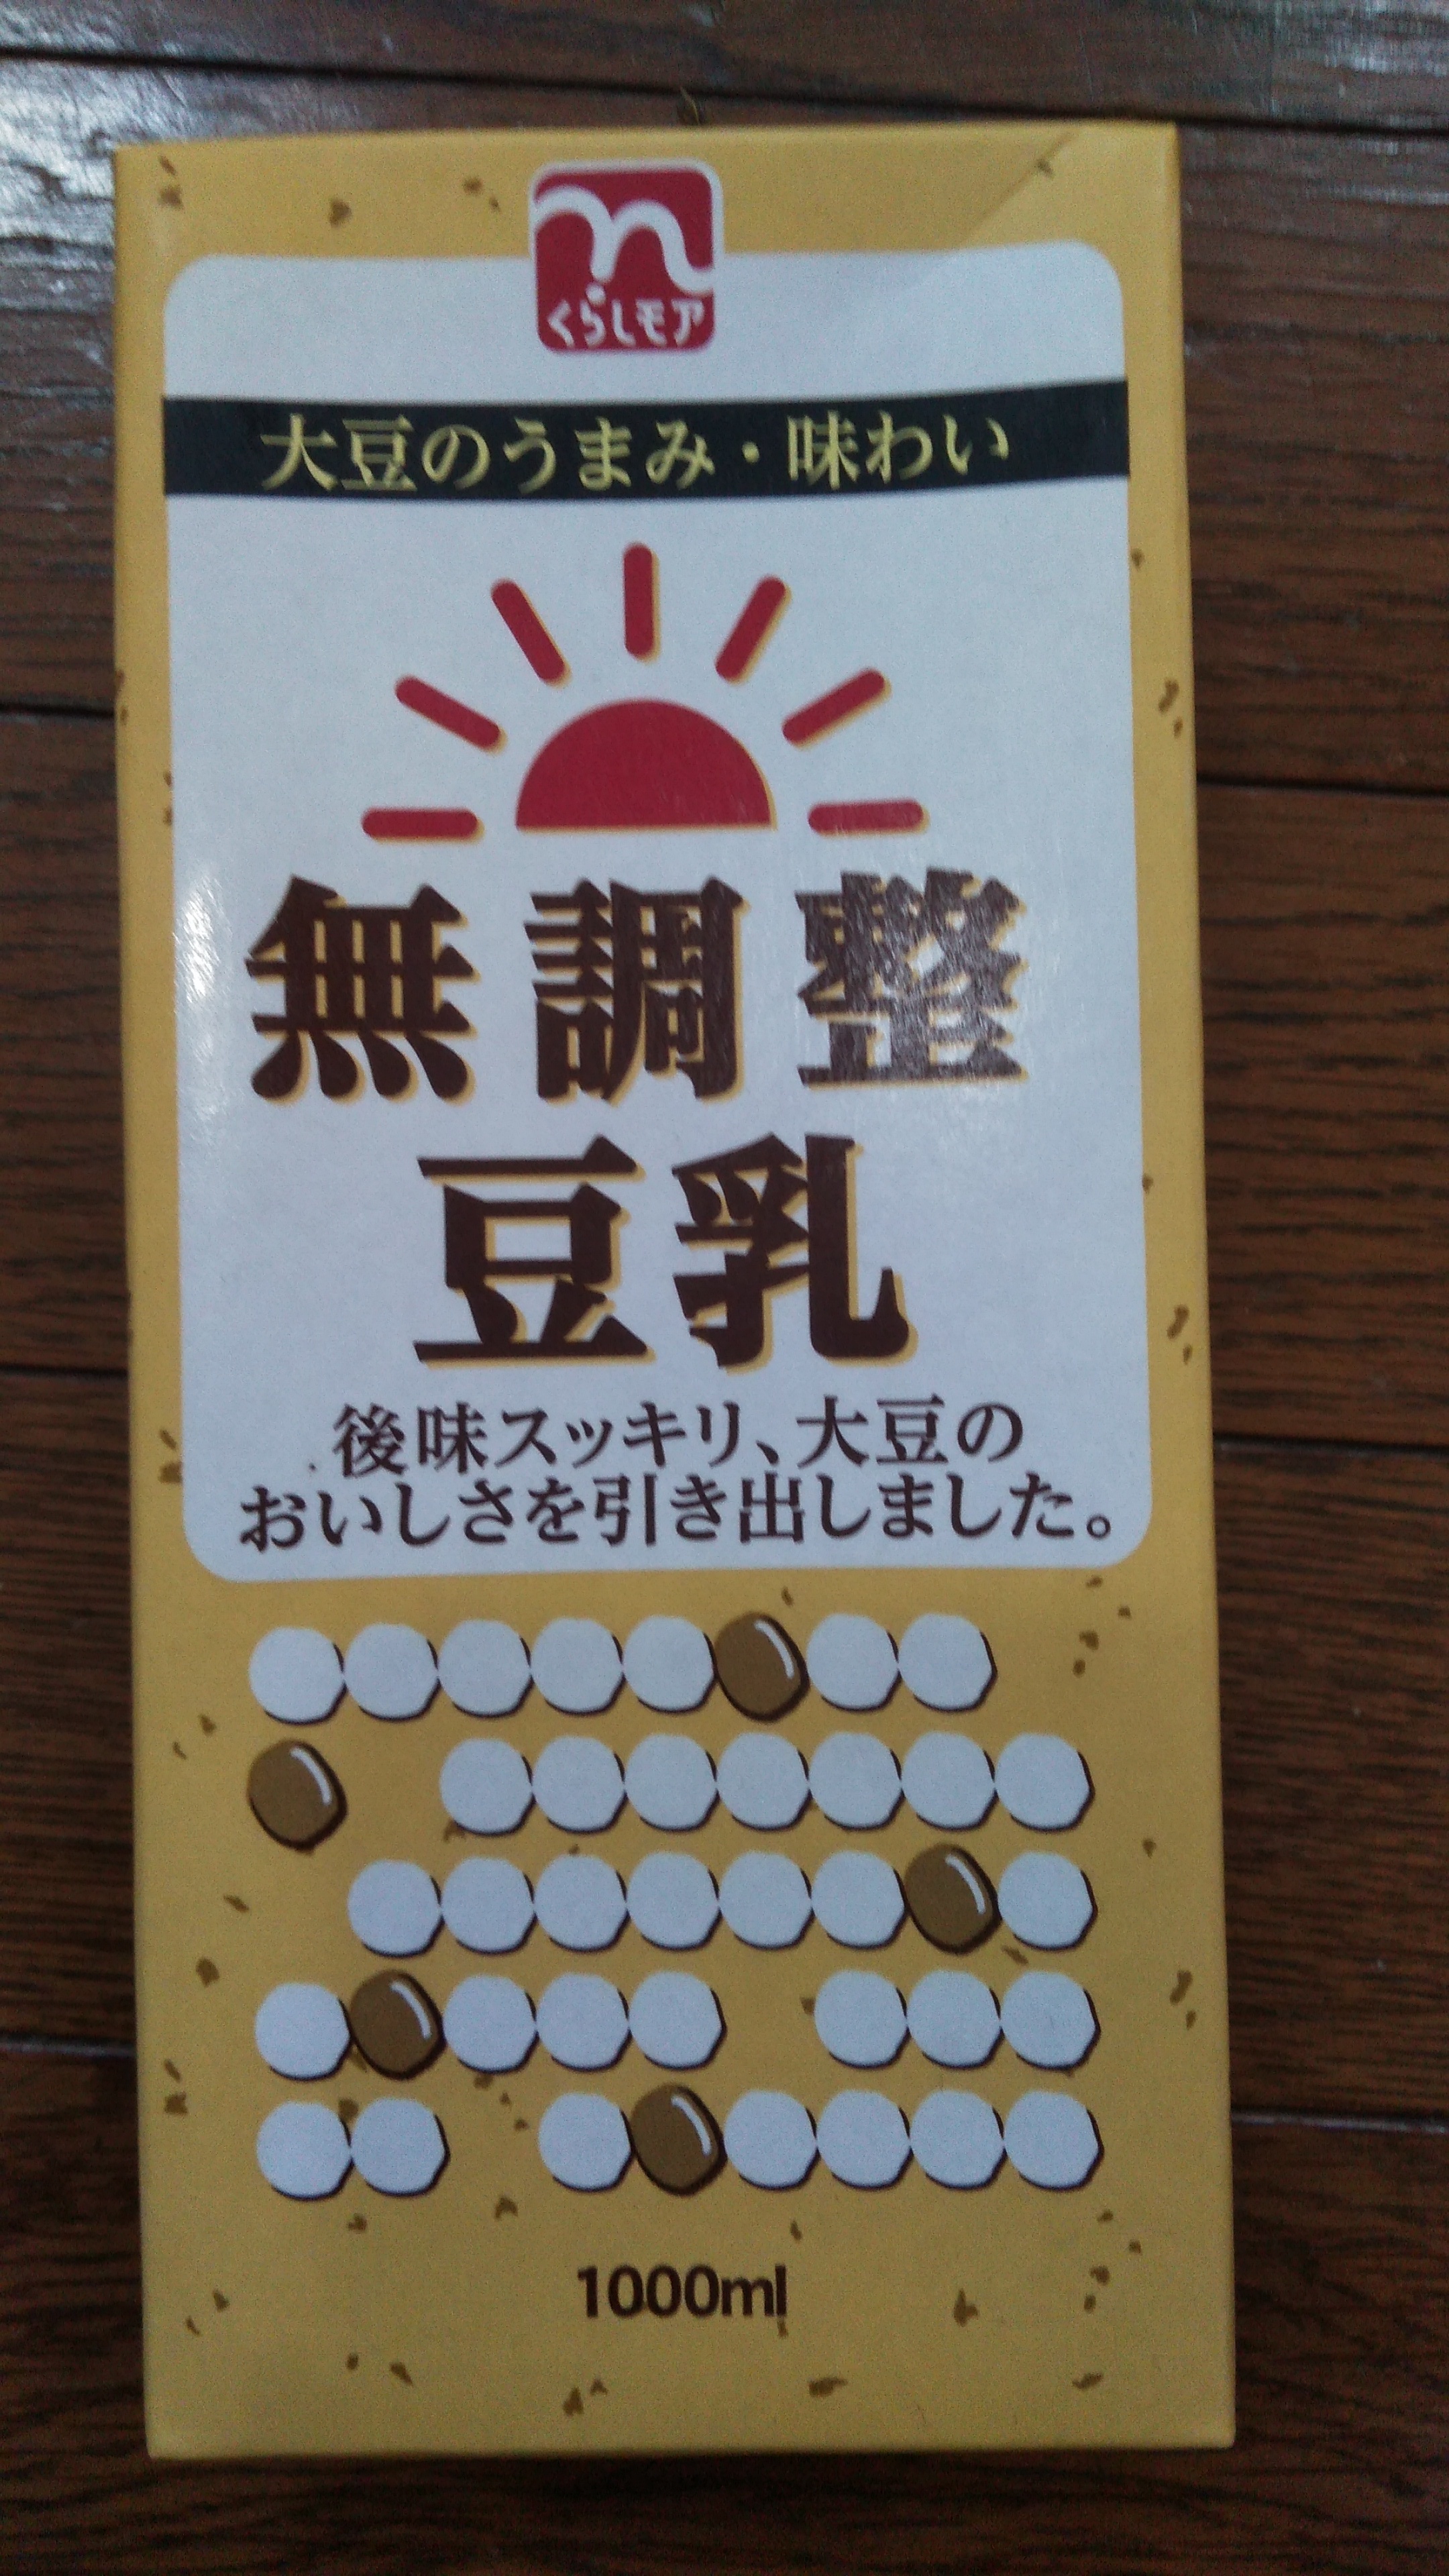 くらしモア
大豆のうまみ・味わい
無調整
豆乳
後味スッキリ、大豆の
おいしさを引き出しました。
1000ml